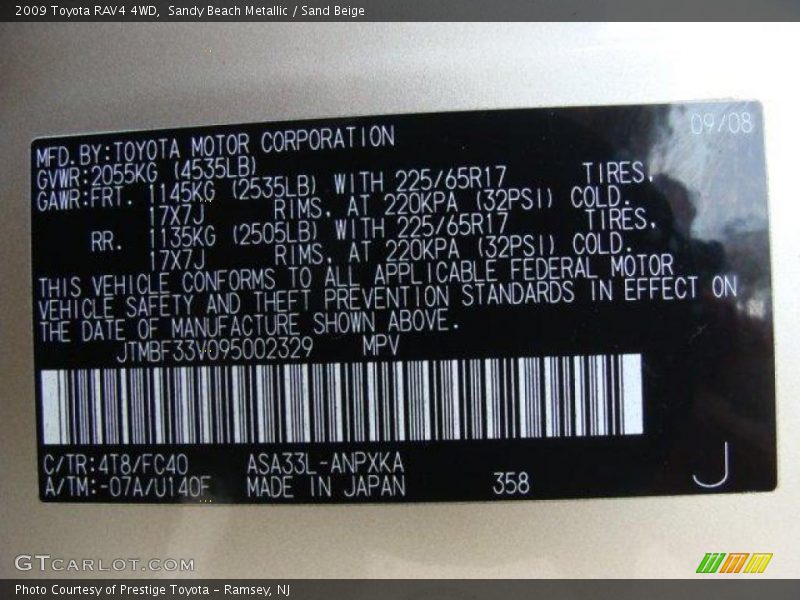 2009 Toyota RAV4 4WD,  Sandy Beach Metallic / Sand Beige
09/08
MFD. BY:TOYOTA MOTOR CORPORATION
GVWR:2055KG (4535LB)
GAWR:FRT. 1145KG (2535LB) WITH 225/65R17 TIRES,
17X7J RIMS, AT 220KPA (32PSI) COLD.
RR. 1135KG (2505LB) WITH 225/65R17 TIRES,
17X7J RIMS, AT 220KPA (32PSI) COLD.
THIS VEHICLE CONFORMS TO ALL APPLICABLE FEDERAL MOTOR
VEHICLE SAFETY AND THEFT PREVENTION STANDARDS IN EFFECT ON
THE DATE OF MANUFACTURE SHOWN ABOVE.
JTMBF33V095002329 MPV
C/TR:4T8/FC40 ASA33L-ANPXKA
A/TM:-07A/U140F MADE IN JAPAN 358 J
GTCARLOT.COM
Photo Courtesy of Prestige Toyota - Ramsey, NJ